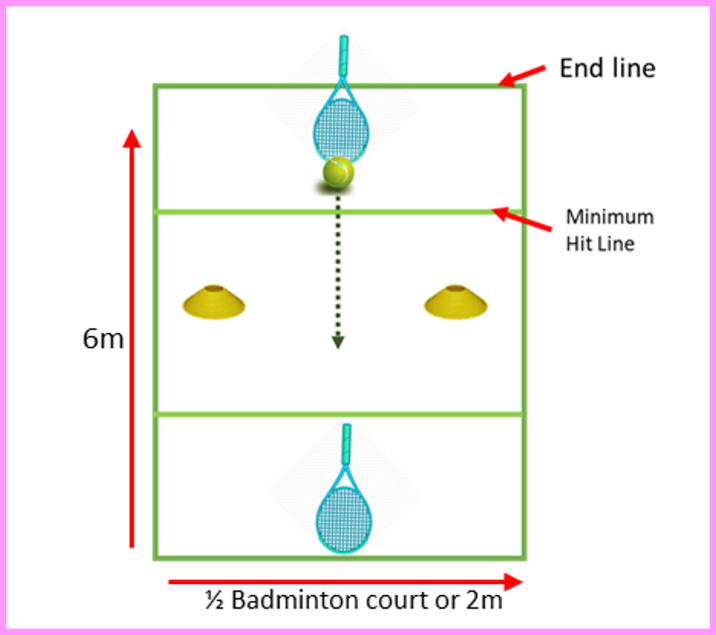 End line
Minimum
Hit Line
6m
½ Badminton court or 2m